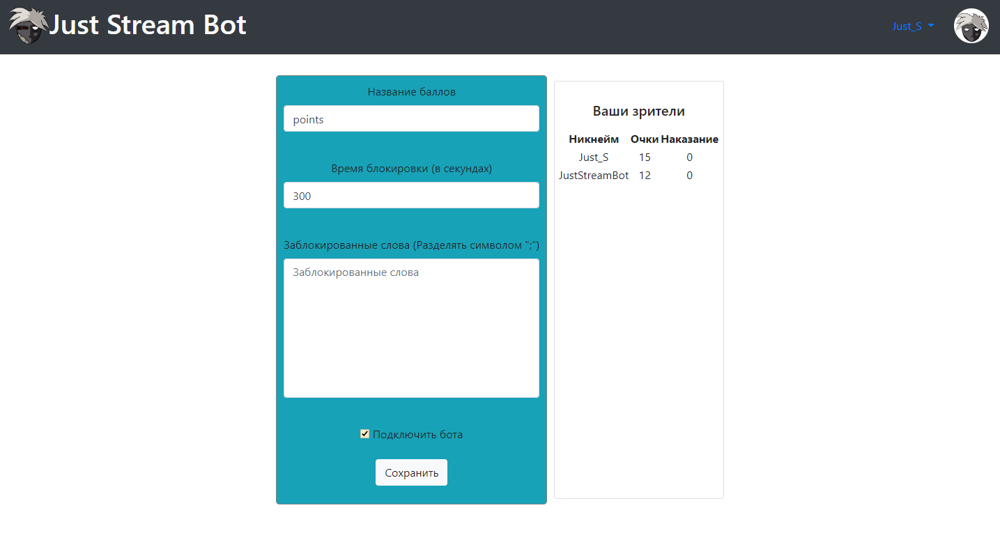 Just Stream Bot
Just_S
Название баллов
points
Время блокировки (в секундах)
300
Заблокированные слова (Разделять символом ";")
Заблокированные слова
Подключить бота
Сохранить
Ваши зрители
Никнейм Очки Наказание
Just_S 15 0
JustStreamBot 12 0